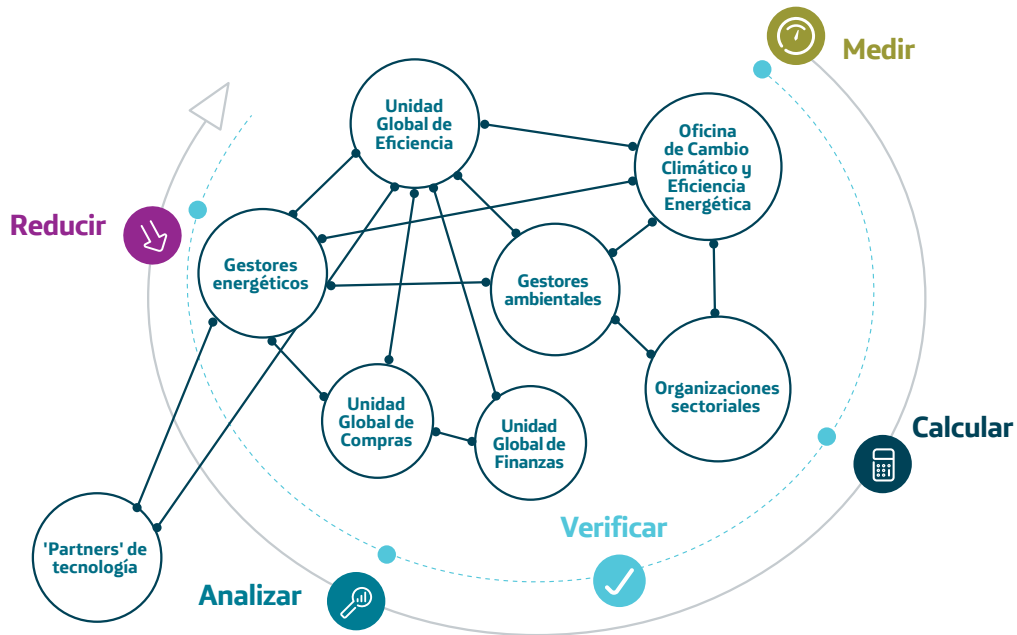 Medir
Unidad
Global de
Eficiencia
Oficina
de Cambio
Climático y
Eficiencia
Energética
Reducir
Gestores
energéticos
Gestores
ambientales
Organizaciones
sectoriales
Unidad
Global de
Compras
Unidad
Global de
Finanzas
Calcular
Verificar
'Partners' de
tecnología
Analizar